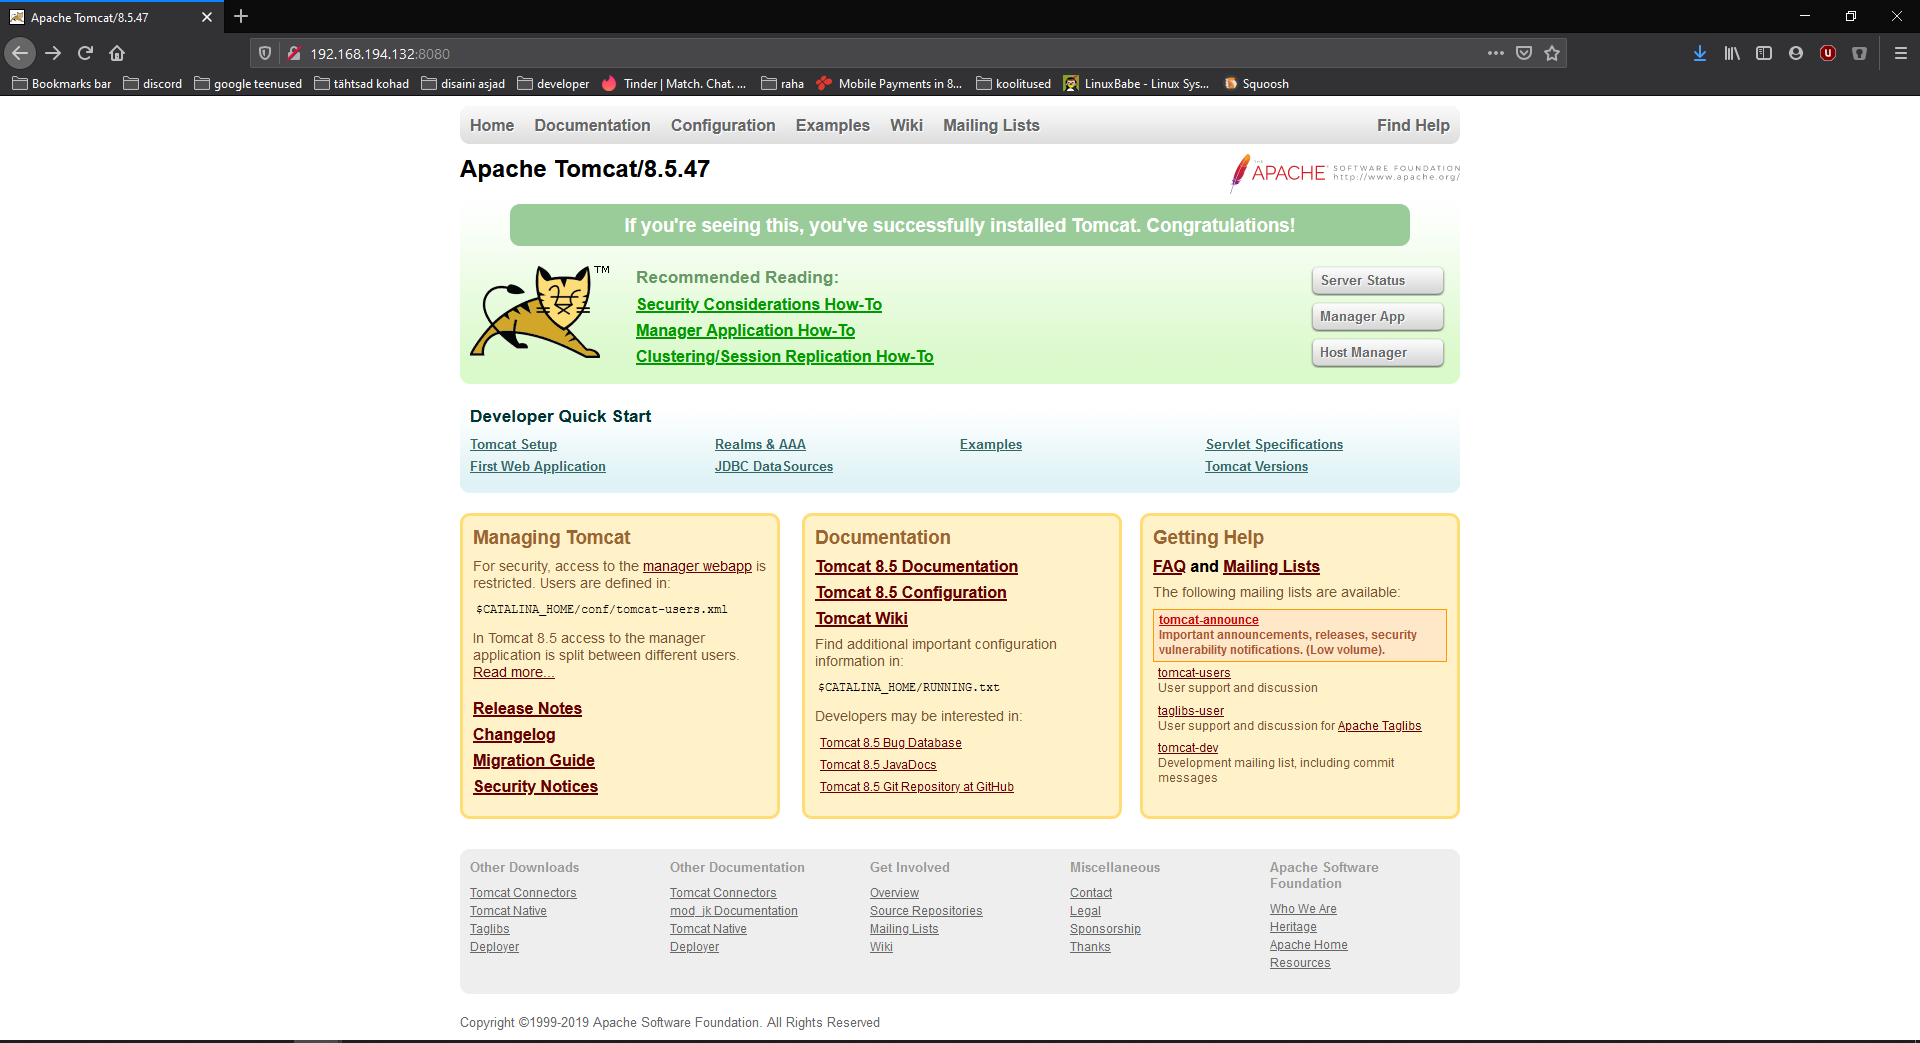 Apache Tomcat/8.5.47
192.168.194.132:8080
Bookmarks bar discord google teenused tähtsad kohad disaini asjad developer Tinder | Match. Chat. ... raha Mobile Payments in 8... koolitused LinuxBabe - Linux Sys... Squoosh
Home Documentation Configuration Examples Wiki Mailing Lists Find Help
Apache Tomcat/8.5.47
APACHE SOFTWARE FOUNDATION
http://www.apache.org/
If you're seeing this, you've successfully installed Tomcat. Congratulations!
TM
Recommended Reading:
Security Considerations How-To
Manager Application How-To
Clustering/Session Replication How-To
Server Status
Manager App
Host Manager
Developer Quick Start
Tomcat Setup
First Web Application
Realms & AAA
JDBC DataSources
Examples
Servlet Specifications
Tomcat Versions
Managing Tomcat
For security, access to the manager webapp is
restricted. Users are defined in:
$CATALINA_HOME/conf/tomcat-users.xml
In Tomcat 8.5 access to the manager
application is split between different users.
Read more...
Release Notes
Changelog
Migration Guide
Security Notices
Documentation
Tomcat 8.5 Documentation
Tomcat 8.5 Configuration
Tomcat Wiki
Find additional important configuration
information in:
$CATALINA_HOME/RUNNING.txt
Developers may be interested in:
Tomcat 8.5 Bug Database
Tomcat 8.5 JavaDocs
Tomcat 8.5 Git Repository at GitHub
Getting Help
FAQ and Mailing Lists
The following mailing lists are available:
tomcat-announce
Important announcements, releases, security
vulnerability notifications. (Low volume).
tomcat-users
User support and discussion
taglibs-user
User support and discussion for Apache Taglibs
tomcat-dev
Development mailing list, including commit
messages
Other Downloads
Tomcat Connectors
Tomcat Native
Taglibs
Deployer
Other Documentation
Tomcat Connectors
mod_jk Documentation
Tomcat Native
Deployer
Get Involved
Overview
Source Repositories
Mailing Lists
Wiki
Miscellaneous
Contact
Legal
Sponsorship
Thanks
Apache Software
Foundation
Who We Are
Heritage
Apache Home
Resources
Copyright ©1999-2019 Apache Software Foundation. All Rights Reserved